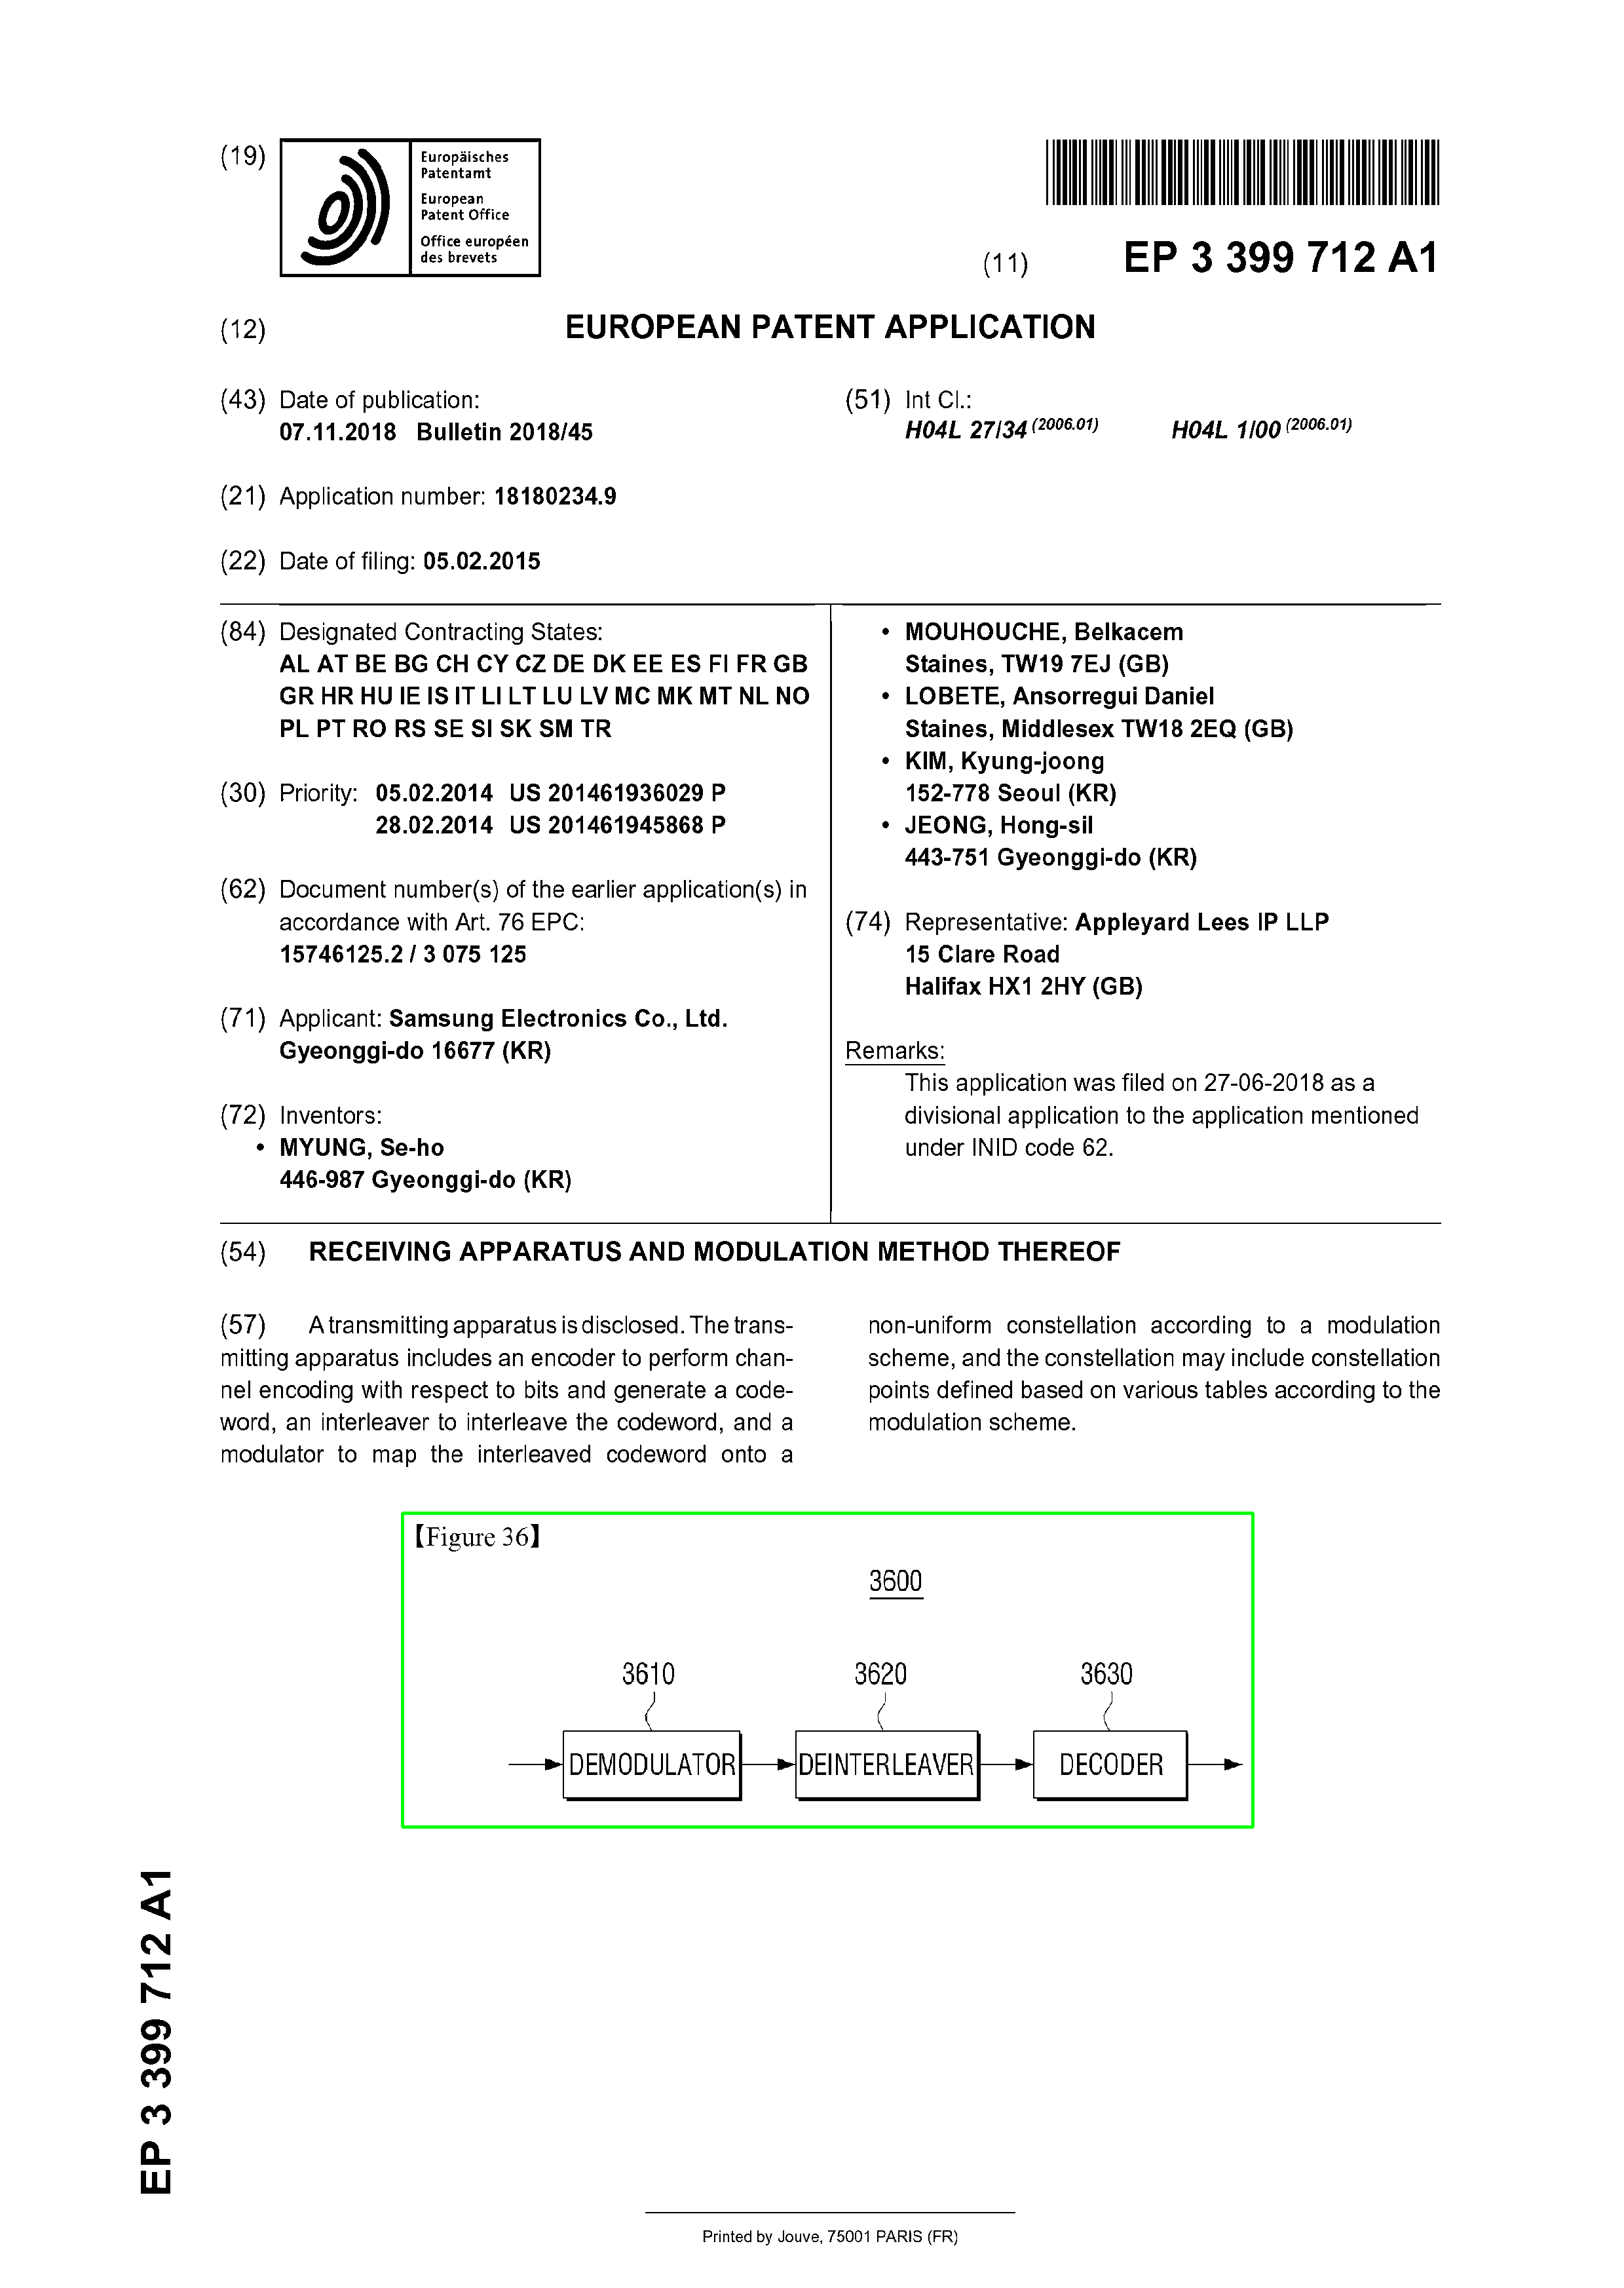 (19)
Europäisches
Patentamt
European
Patent Office
Office européen
des brevets
(11) EP 3 399 712 A1
(12) EUROPEAN PATENT APPLICATION
(43) Date of publication:
07.11.2018 Bulletin 2018/45
(21) Application number: 18180234.9
(22) Date of filing: 05.02.2015
(51) Int Cl.:
H04L 27/34 (2006.01) H04L 1/00 (2006.01)
(84) Designated Contracting States:
AL AT BE BG CH CY CZ DE DK EE ES FI FR GB
GR HR HU IE IS IT LI LT LU LV MC MK MT NL NO
PL PT RO RS SE SI SK SM TR
(30) Priority: 05.02.2014 US 201461936029 P
28.02.2014 US 201461945868 P
(62) Document number(s) of the earlier application(s) in
accordance with Art. 76 EPC:
15746125.2 / 3 075 125
(71) Applicant: Samsung Electronics Co., Ltd.
Gyeonggi-do 16677 (KR)
(72) Inventors:
• MYUNG, Se-ho
446-987 Gyeonggi-do (KR)
• MOUHOUCHE, Belkacem
Staines, TW19 7EJ (GB)
• LOBETE, Ansorregui Daniel
Staines, Middlesex TW18 2EQ (GB)
• KIM, Kyung-joong
152-778 Seoul (KR)
• JEONG, Hong-sil
443-751 Gyeonggi-do (KR)
(74) Representative: Appleyard Lees IP LLP
15 Clare Road
Halifax HX1 2HY (GB)
Remarks:
This application was filed on 27-06-2018 as a
divisional application to the application mentioned
under INID code 62.
(54) RECEIVING APPARATUS AND MODULATION METHOD THEREOF
(57) A transmitting apparatus is disclosed. The trans-
mitting apparatus includes an encoder to perform chan-
nel encoding with respect to bits and generate a code-
word, an interleaver to interleave the codeword, and a
modulator to map the interleaved codeword onto a
non-uniform constellation according to a modulation
scheme, and the constellation may include constellation
points defined based on various tables according to the
modulation scheme.
【Figure 36】
3600
3610 3620 3630
DEMODULATOR DEINTERLEAVER DECODER
EP 3 399 712 A1
Printed by Jouve, 75001 PARIS (FR)